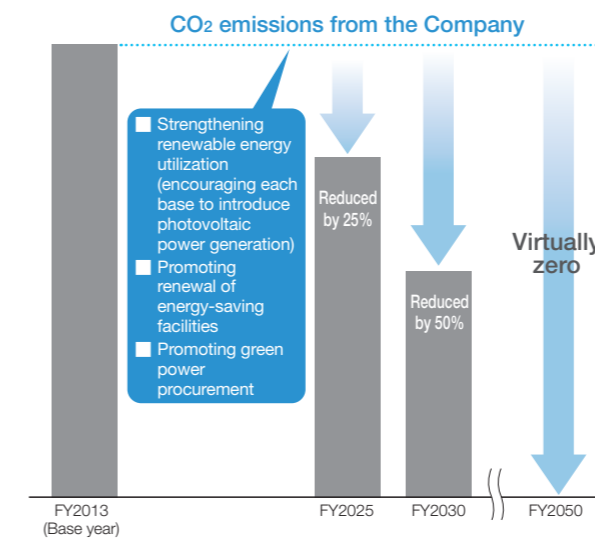 CO2 emissions from the Company
■ Strengthening
renewable energy
utilization
(encouraging each
base to introduce
photovoltaic
power generation)
■ Promoting
renewal of
energy-saving
facilities
■ Promoting green
power
procurement
Reduced
by 25%
Reduced
by 50%
Virtually
zero
FY2013
(Base year)
FY2025
FY2030
FY2050